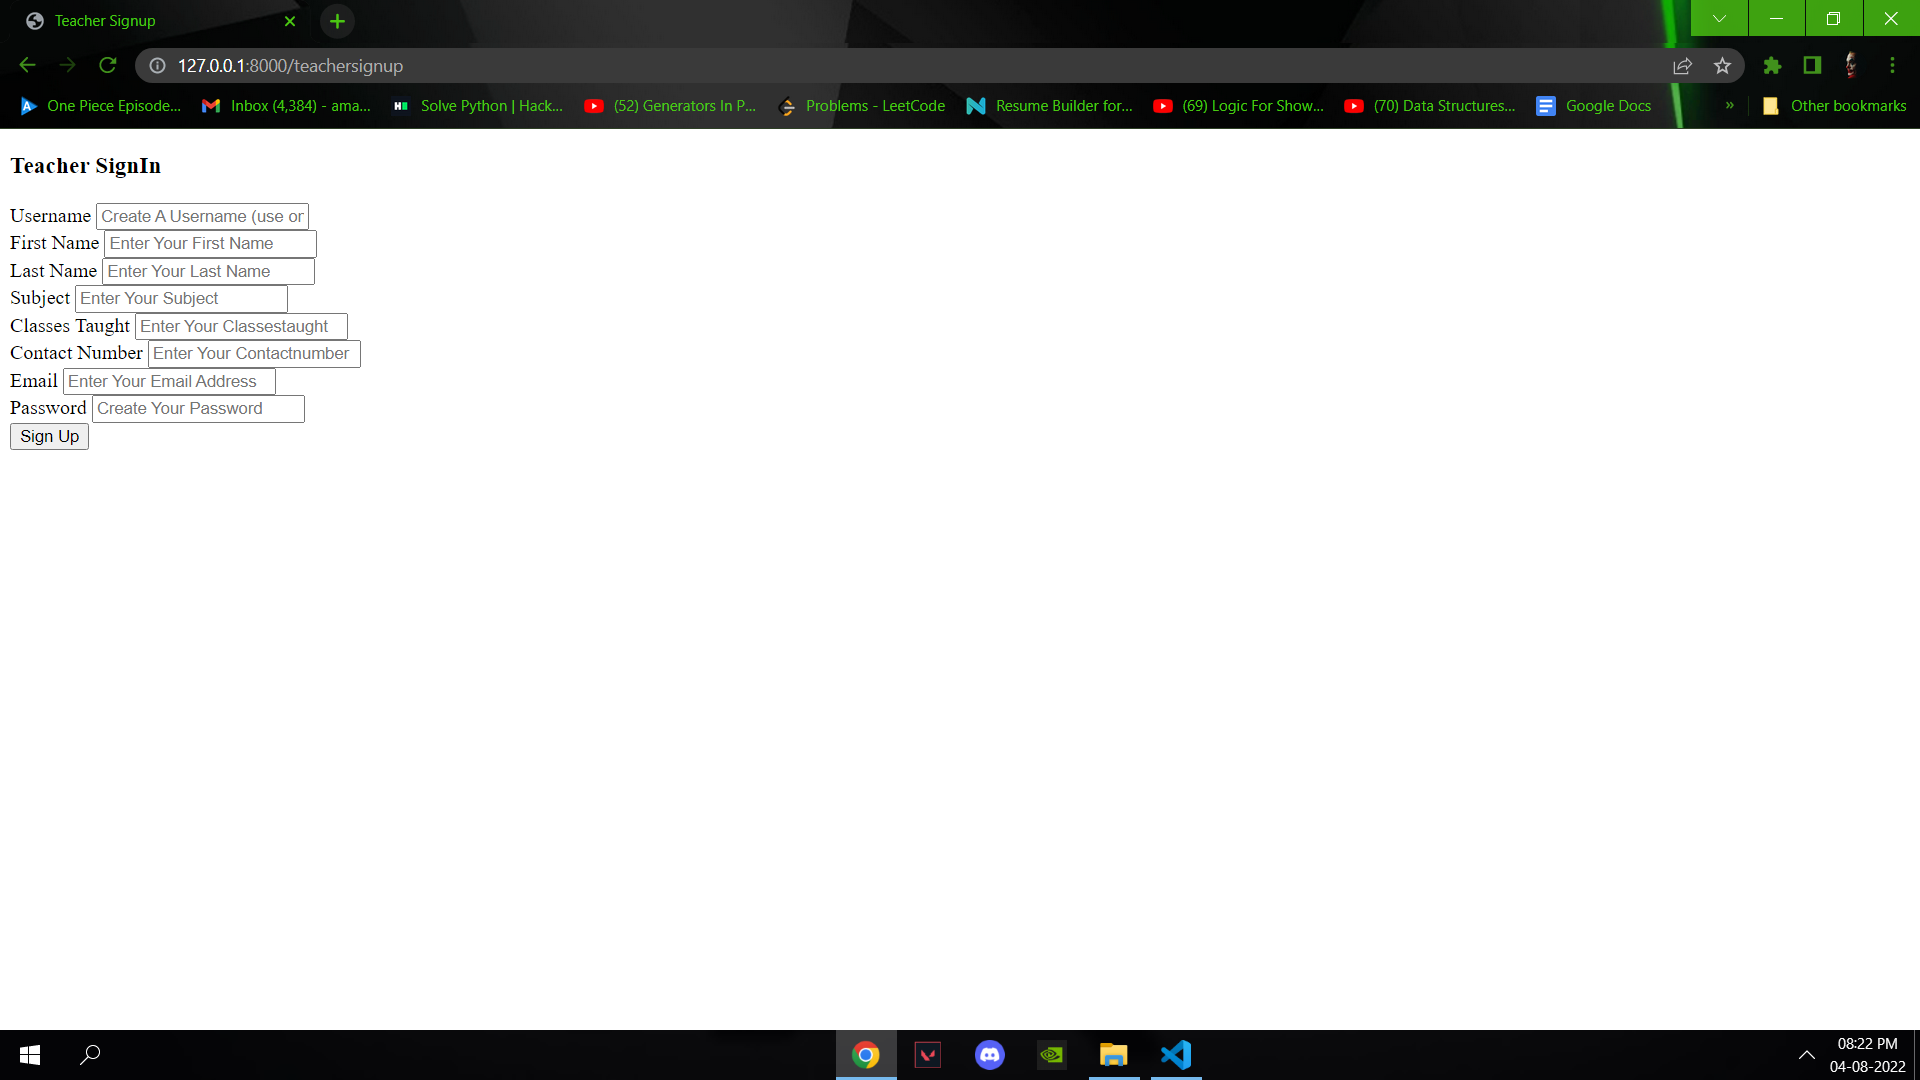 Teacher Signup
127.0.0.1:8000/teachersignup
One Piece Episode... Inbox (4,384) - ama... Solve Python | Hack... (52) Generators In P... Problems - LeetCode Resume Builder for... (69) Logic For Show... (70) Data Structures... Google Docs » Other bookmarks
Teacher SignIn
Username Create A Username (use or
First Name Enter Your First Name
Last Name Enter Your Last Name
Subject Enter Your Subject
Classes Taught Enter Your Classestaught
Contact Number Enter Your Contactnumber
Email Enter Your Email Address
Password Create Your Password
Sign Up
08:22 PM
04-08-2022